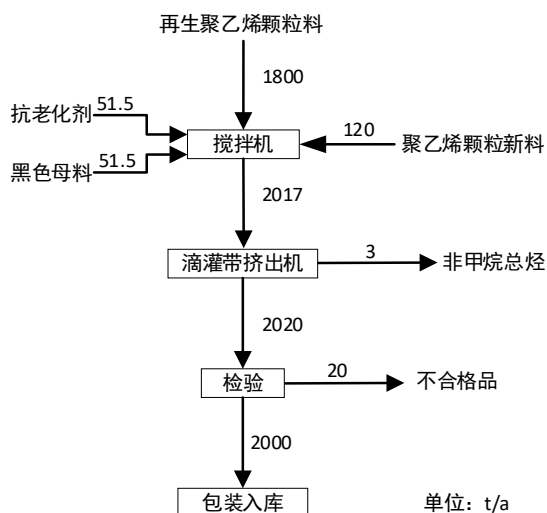 再生聚乙烯颗粒料
1800
抗老化剂
51.5
搅拌机
120
聚乙烯颗粒新料
黑色母料
51.5
2017
滴灌带挤出机
3
非甲烷总烃
2020
检验
20
不合格品
2000
包装入库
单位：t/a